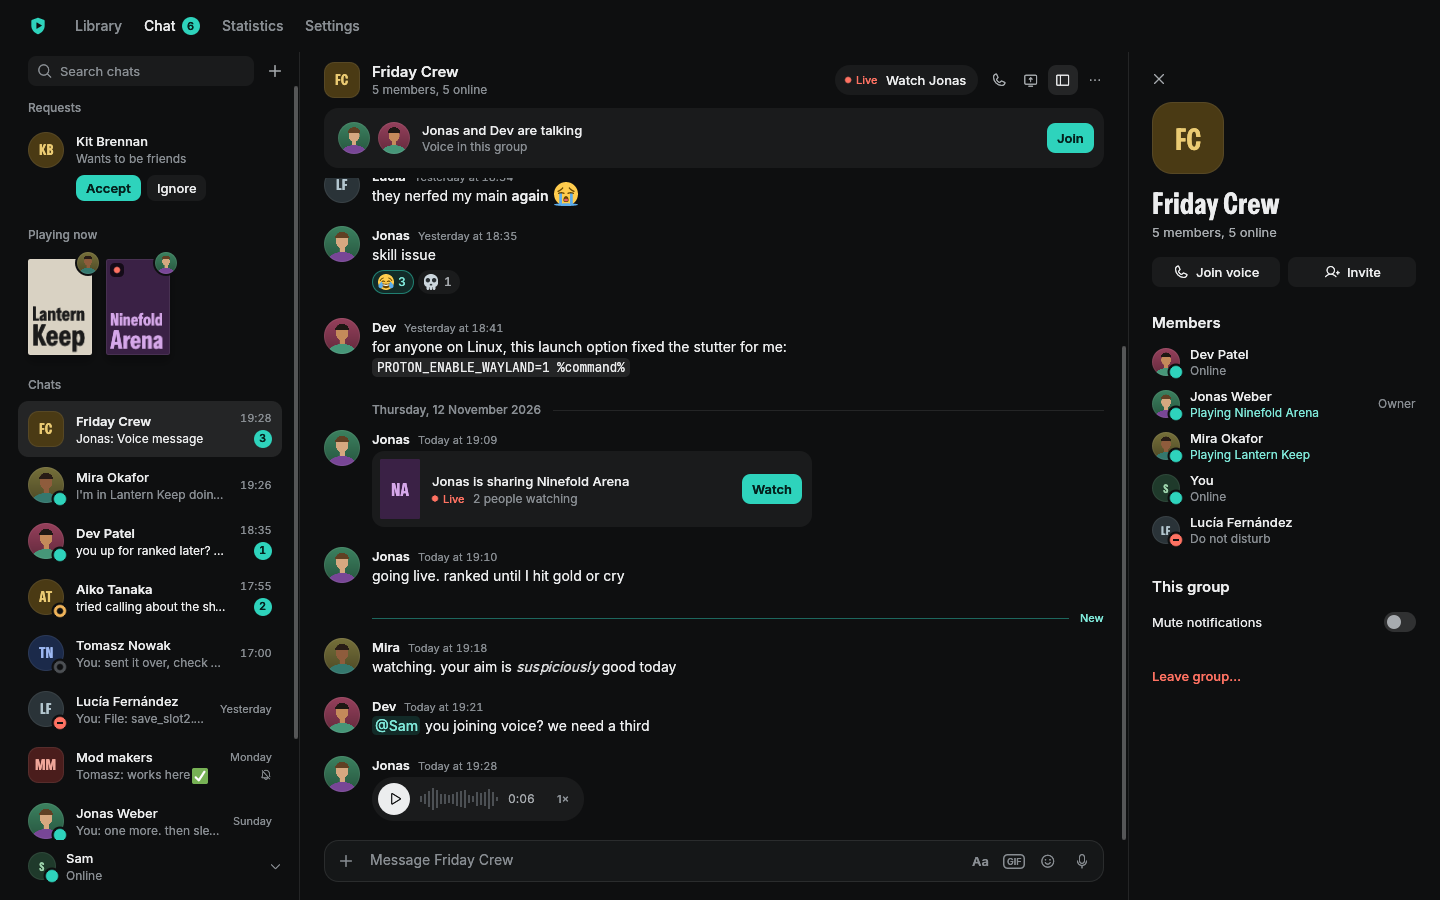 Library Chat 6 Statistics Settings
Search chats
Requests
KB
Kit Brennan
Wants to be friends
Accept Ignore
Playing now
Lantern
Keep
Ninefold
Arena
Chats
FC
Friday Crew 19:28
Jonas: Voice message 3
Mira Okafor
I'm in Lantern Keep doin... 19:26
Dev Patel 18:35
you up for ranked later? ... 1
AT
Aiko Tanaka 17:55
tried calling about the sh... 2
TN
Tomasz Nowak
You: sent it over, check ... 17:00
LF
Lucía Fernández
You: File: save_slot2.... Yesterday
MM
Mod makers Monday
Tomasz: works here
Jonas Weber
You: one more. then sle... Sunday
S
Sam
Online
FC
Friday Crew
5 members, 5 online
Live Watch Jonas
Jonas and Dev are talking
Voice in this group
Join
LF
Lucía Yesterday at 18:34
they nerfed my main again
Jonas Yesterday at 18:35
skill issue
3 1
Dev Yesterday at 18:41
for anyone on Linux, this launch option fixed the stutter for me:
PROTON_ENABLE_WAYLAND=1 %command%
Thursday, 12 November 2026
Jonas Today at 19:09
NA
Jonas is sharing Ninefold Arena
Live 2 people watching
Watch
Jonas Today at 19:10
going live. ranked until I hit gold or cry
New
Mira Today at 19:18
watching. your aim is suspiciously good today
Dev Today at 19:21
@Sam you joining voice? we need a third
Jonas Today at 19:28
0:06 1×
Message Friday Crew
Aa GIF
FC
Friday Crew
5 members, 5 online
Join voice Invite
Members
Dev Patel
Online
Jonas Weber
Playing Ninefold Arena
Owner
Mira Okafor
Playing Lantern Keep
S
You
Online
LF
Lucía Fernández
Do not disturb
This group
Mute notifications
Leave group...